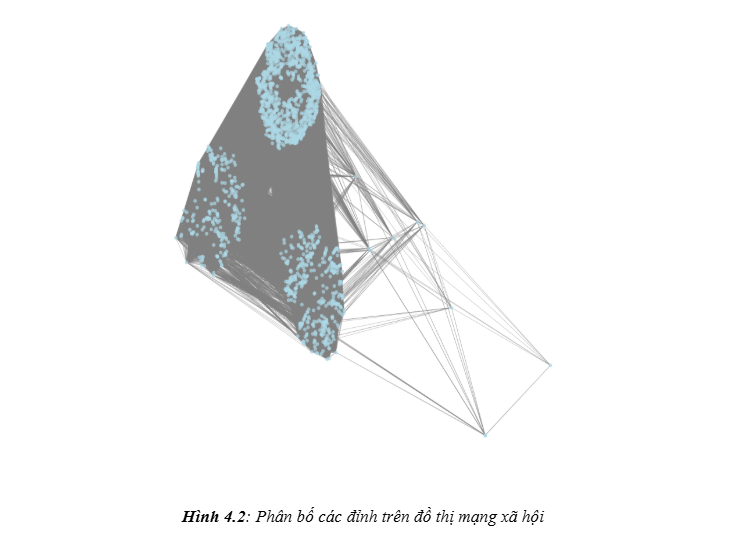 Hình 4.2: Phân bố các đỉnh trên đồ thị mạng xã hội